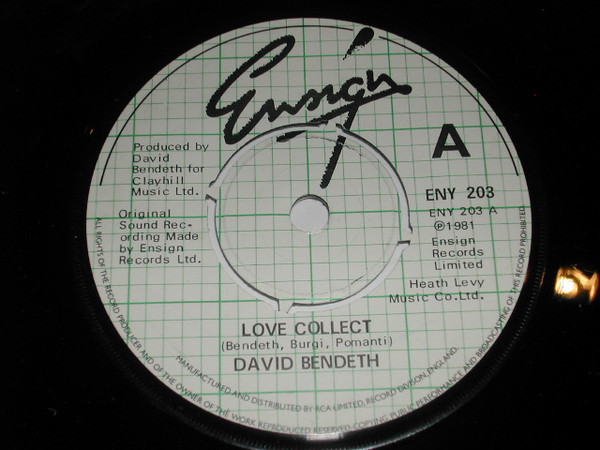 Ensign
A
Produced by
David
Bendeth for
Clayhill
Music Ltd.
Original
Sound Rec-
ording Made
by Ensign
Records Ltd.
ENY 203
ENY 203 A
℗1981
Ensign
Records
Limited
Heath Levy
Music Co.Ltd.
LOVE COLLECT
(Bendeth, Burgi, Pomanti)
DAVID BENDETH
MANUFACTURED AND DISTRIBUTED BY RCA LIMITED, RECORD DIVISION, ENGLAND.
ALL RIGHTS OF THE RECORD PRODUCER AND OF THE OWNER OF THE WORK REPRODUCED RESERVED. COPYING PUBLIC PERFORMANCE AND BROADCASTING OF THIS RECORD PROHIBITED.